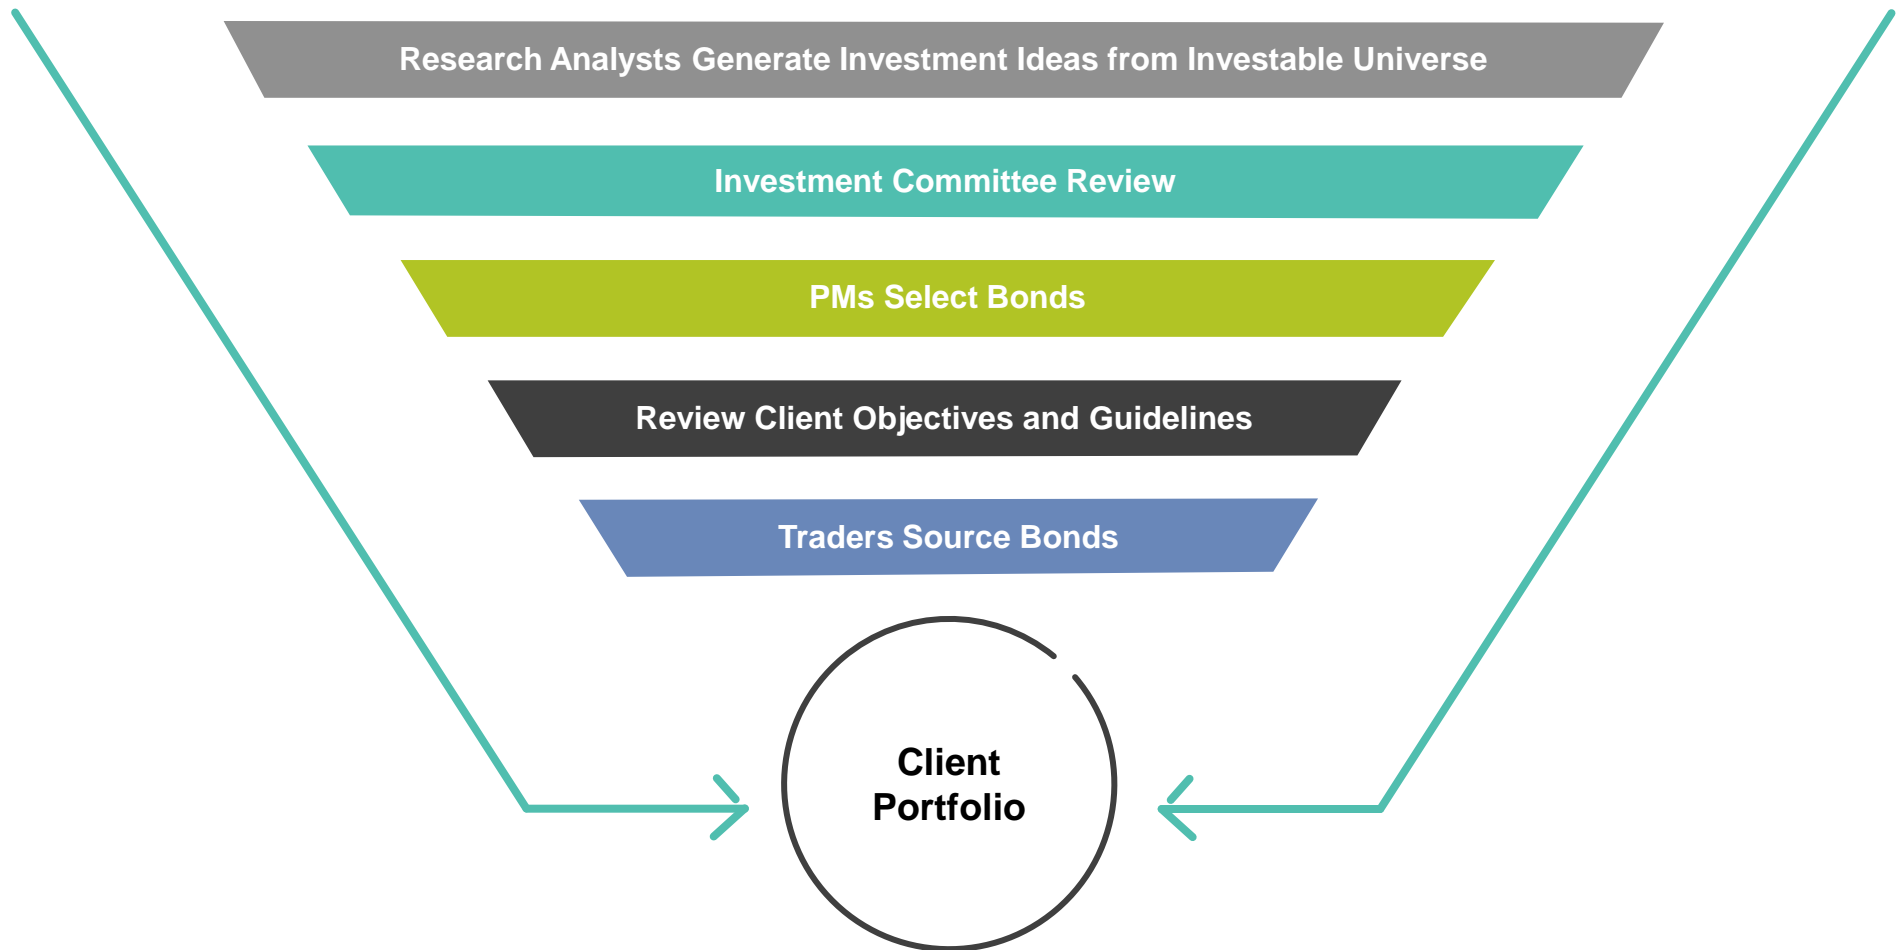 Research Analysts Generate Investment Ideas from Investable Universe
Investment Committee Review
PMs Select Bonds
Review Client Objectives and Guidelines
Traders Source Bonds
Client
Portfolio